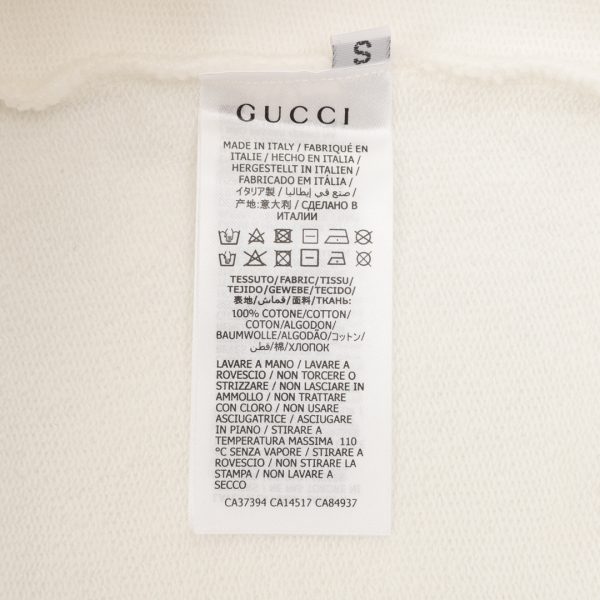 S
GUCCI
MADE IN ITALY / FABRIQUÉ EN
ITALIE / HECHO EN ITALIA /
HERGESTELLT IN ITALIEN /
FABRICADO EM ITÁLIA /
イタリア製 / صنع في إيطاليا /
产地:意大利 / СДЕЛАНО В
ИТАЛИИ
TESSUTO/FABRIC/TISSU/
TEJIDO/GEWEBE/TECIDO/
表地/قماش/面料/ТКАНЬ:
100% COTONE/COTTON/
COTON/ALGODON/
BAUMWOLLE/ALGODÃO/コットン/
قطن/棉/ХЛОПОК
LAVARE A MANO / LAVARE A
ROVESCIO / NON TORCERE O
STRIZZARE / NON LASCIARE IN
AMMOLLO / NON TRATTARE
CON CLORO / NON USARE
ASCIUGATRICE / ASCIUGARE
IN PIANO / STIRARE A
TEMPERATURA MASSIMA 110
°C SENZA VAPORE / STIRARE A
ROVESCIO / NON STIRARE LA
STAMPA / NON LAVARE A
SECCO
CA37394 CA14517 CA84937